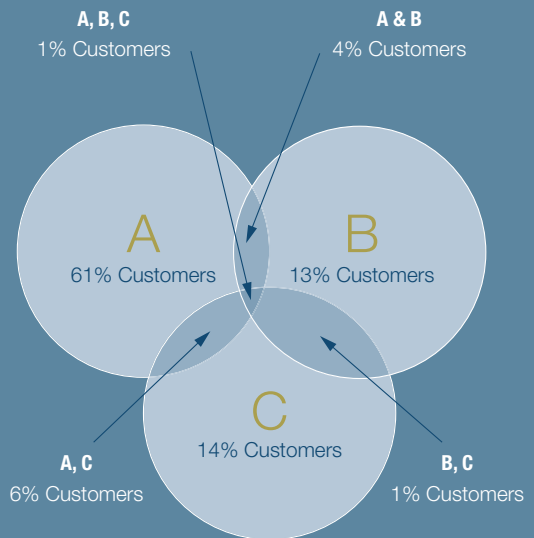 A, B, C
1% Customers
A & B
4% Customers
A
61% Customers
B
13% Customers
C
14% Customers
A, C
6% Customers
B, C
1% Customers